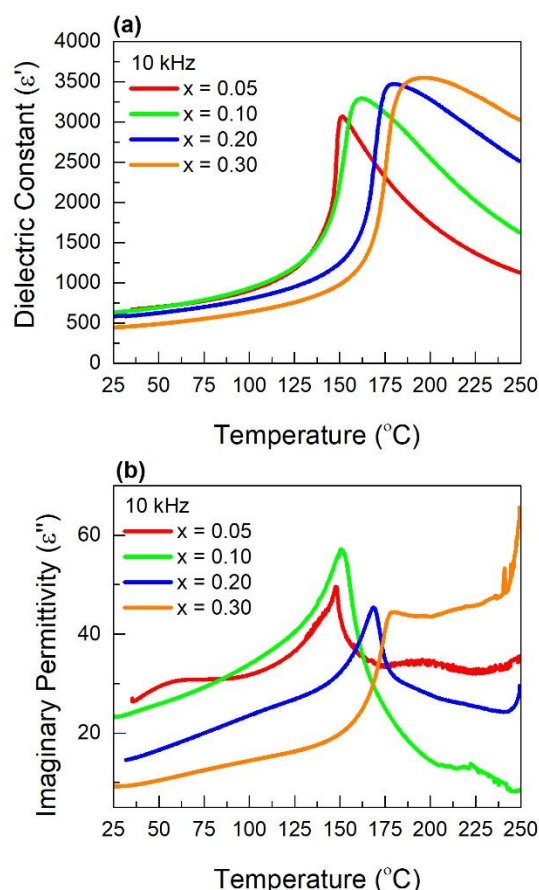 (a)
4000
3500
3000
2500
2000
1500
1000
500
0
Dielectric Constant (ε')
10 kHz
x = 0.05
x = 0.10
x = 0.20
x = 0.30
25 50 75 100 125 150 175 200 225 250
Temperature (°C)
(b)
60
40
20
Imaginary Permittivity (ε")
10 kHz
x = 0.05
x = 0.10
x = 0.20
x = 0.30
25 50 75 100 125 150 175 200 225 250
Temperature (°C)